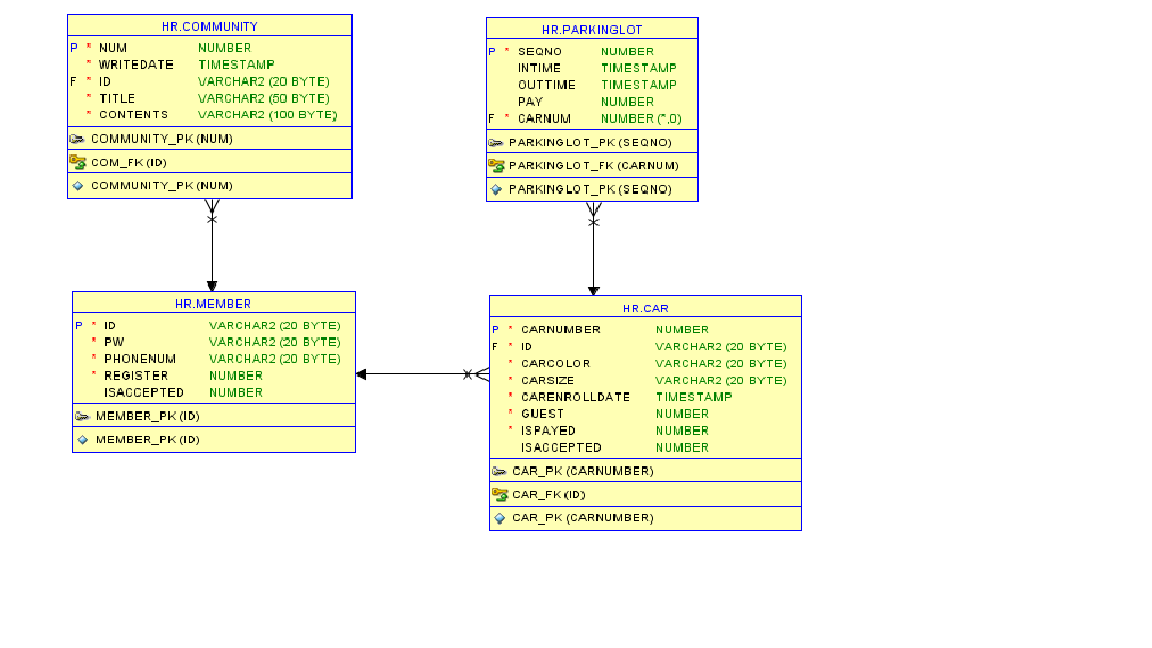 HR.COMMUNITY
P * NUM NUMBER
* WRITEDATE TIMESTAMP
F * ID VARCHAR2 (20 BYTE)
* TITLE VARCHAR2 (50 BYTE)
* CONTENTS VARCHAR2 (100 BYTE)
COMMUNITY_PK (NUM)
COM_FK (ID)
COMMUNITY_PK (NUM)
HR.PARKINGLOT
P * SEQNO NUMBER
INTIME TIMESTAMP
OUTTIME TIMESTAMP
PAY NUMBER
F * CARNUM NUMBER (*,0)
PARKINGLOT_PK (SEQNO)
PARKINGLOT_FK (CARNUM)
PARKINGLOT_PK (SEQNO)
HR.MEMBER
P * ID VARCHAR2 (20 BYTE)
* PW VARCHAR2 (20 BYTE)
* PHONENUM VARCHAR2 (20 BYTE)
* REGISTER NUMBER
ISACCEPTED NUMBER
MEMBER_PK (ID)
MEMBER_PK (ID)
HR.CAR
P * CARNUMBER NUMBER
F * ID VARCHAR2 (20 BYTE)
* CARCOLOR VARCHAR2 (20 BYTE)
* CARSIZE VARCHAR2 (20 BYTE)
* CARENROLLDATE TIMESTAMP
* GUEST NUMBER
* ISPAYED NUMBER
ISACCEPTED NUMBER
CAR_PK (CARNUMBER)
CAR_FK (ID)
CAR_PK (CARNUMBER)